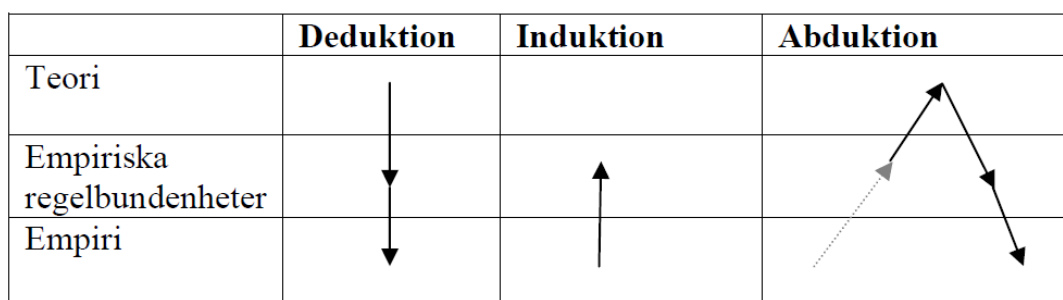 Deduktion Induktion Abduktion
Teori
Empiriska
regelbundenheter
Empiri